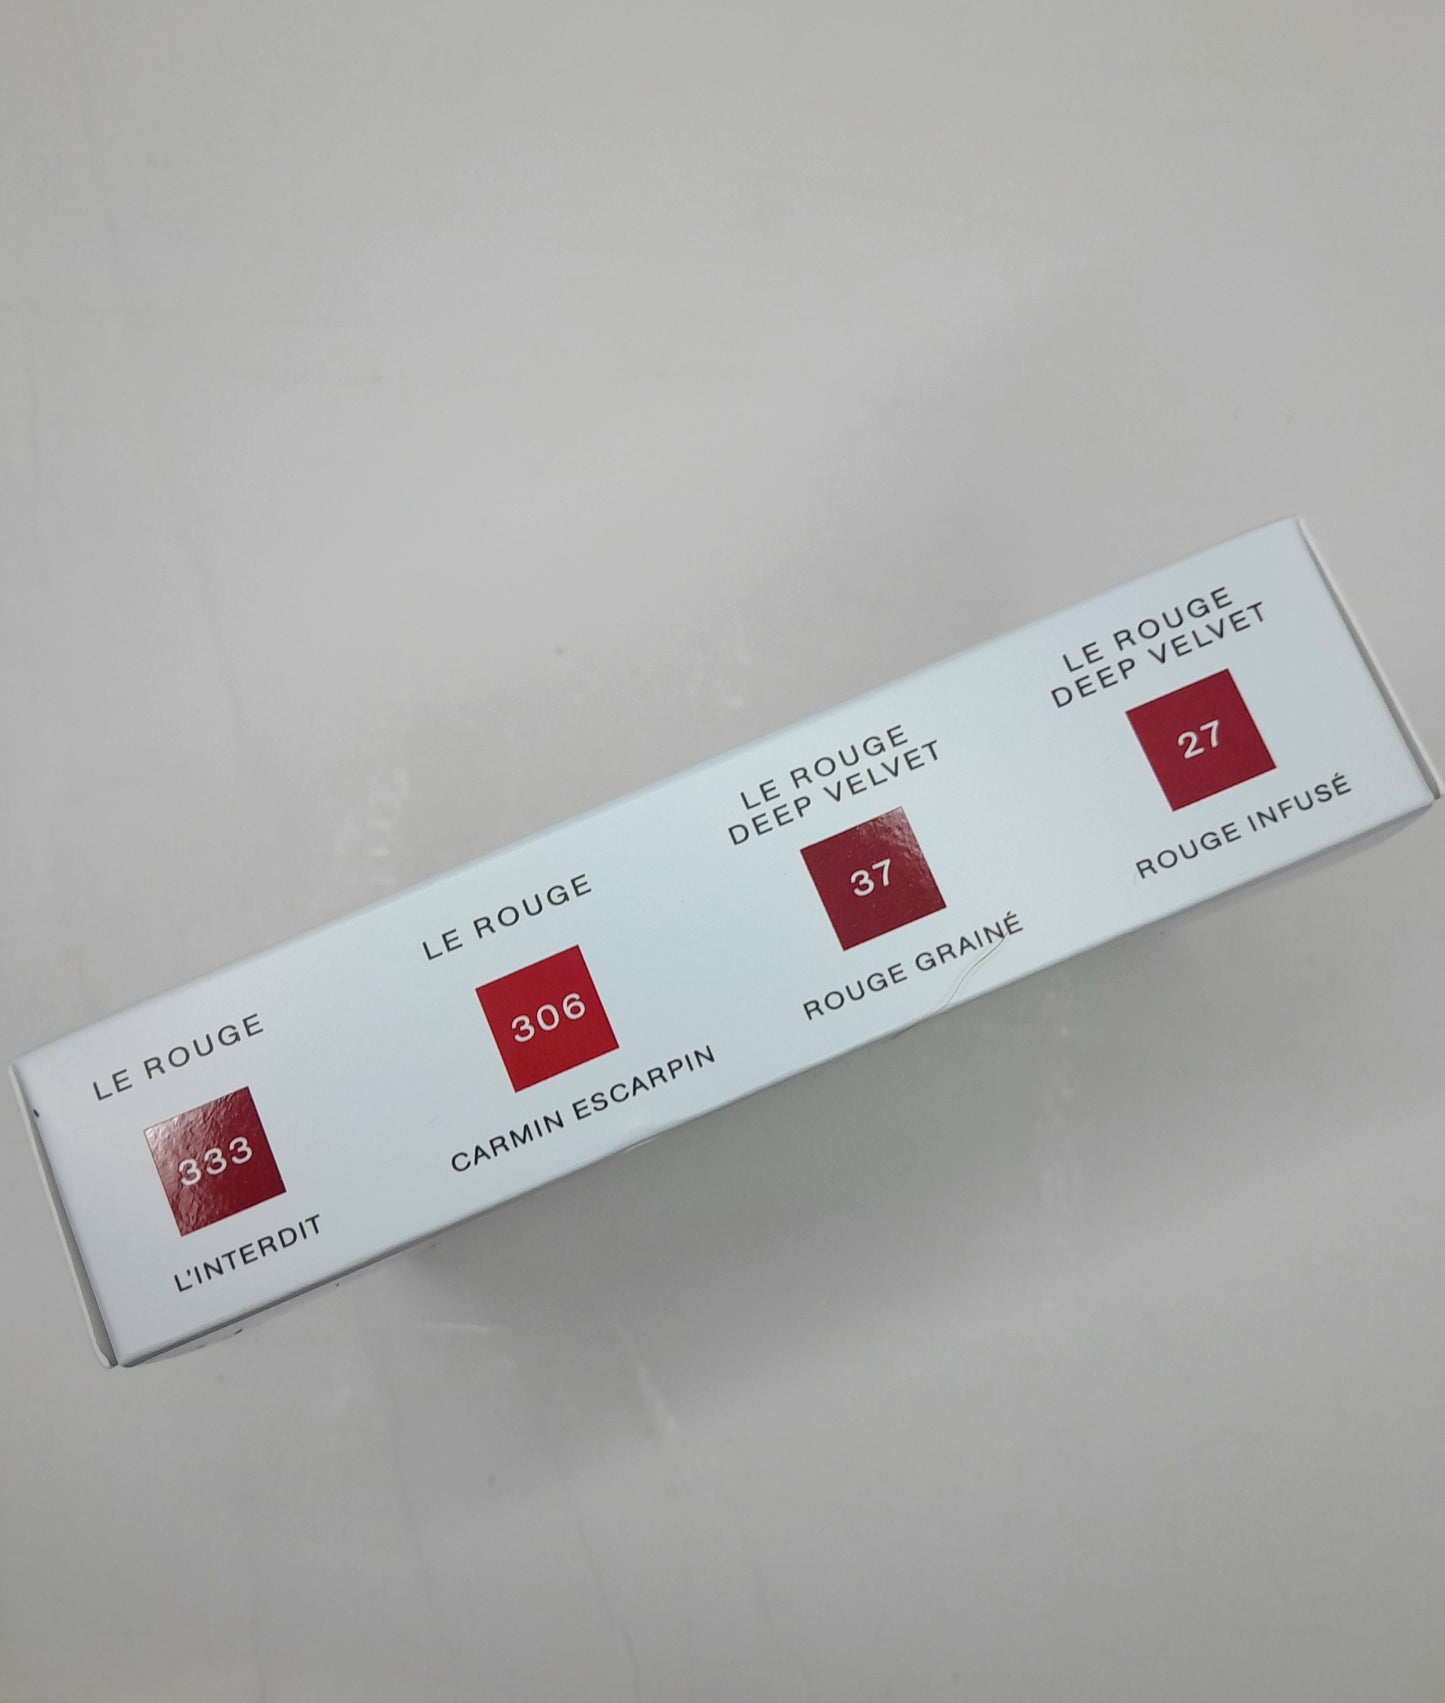 LE ROUGE
333
L'INTERDIT
LE ROUGE
306
CARMIN ESCARPIN
LE ROUGE
DEEP VELVET
37
ROUGE GRAINÉ
LE ROUGE
DEEP VELVET
27
ROUGE INFUSÉ